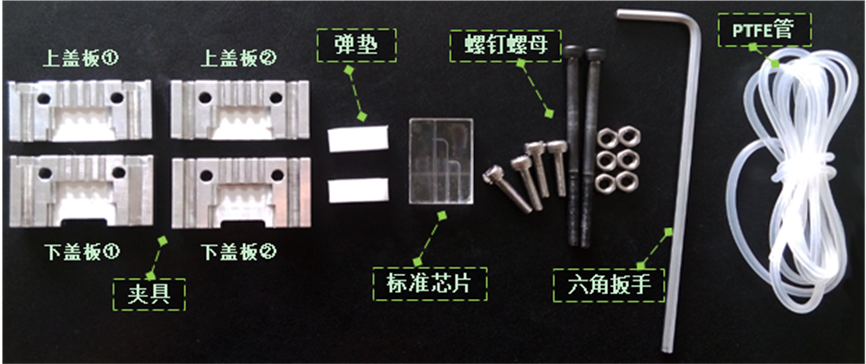 上盖板①
上盖板②
弹垫
螺钉螺母
PTFE管
下盖板①
下盖板②
夹具
标准芯片
六角扳手